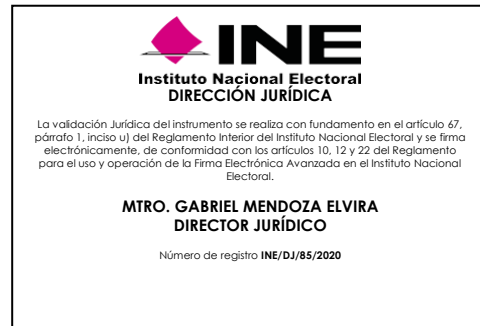 INE
Instituto Nacional Electoral
DIRECCIÓN JURÍDICA
La validación Jurídica del instrumento se realiza con fundamento en el artículo 67,
párrafo 1, inciso u) del Reglamento Interior del Instituto Nacional Electoral y se firma
electrónicamente, de conformidad con los artículos 10, 12 y 22 del Reglamento
para el uso y operación de la Firma Electrónica Avanzada en el Instituto Nacional
Electoral.
MTRO. GABRIEL MENDOZA ELVIRA
DIRECTOR JURÍDICO
Número de registro INE/DJ/85/2020